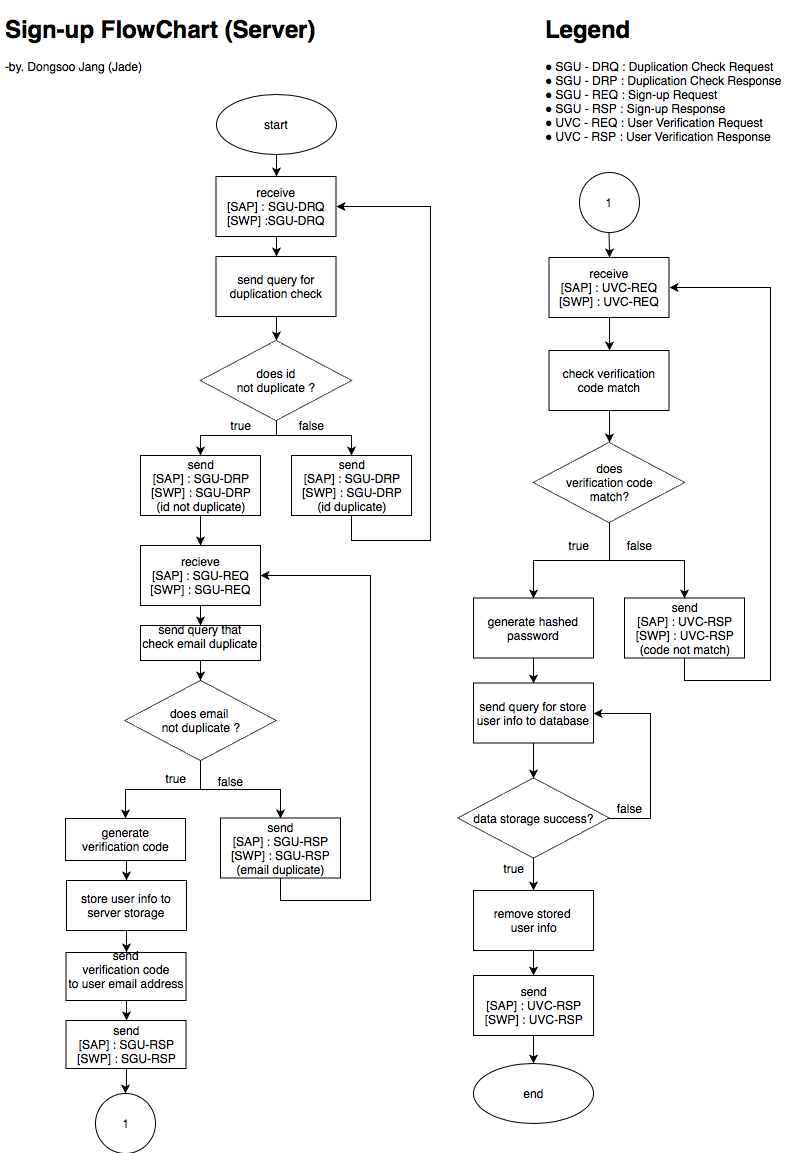 Sign-up FlowChart (Server)
-by. Dongsoo Jang (Jade)
Legend
● SGU - DRQ : Duplication Check Request
● SGU - DRP : Duplication Check Response
● SGU - REQ : Sign-up Request
● SGU - RSP : Sign-up Response
● UVC - REQ : User Verification Request
● UVC - RSP : User Verification Response
start
receive
[SAP] : SGU-DRQ
[SWP] :SGU-DRQ
send query for
duplication check
does id
not duplicate ?
true
false
send
[SAP] : SGU-DRP
[SWP] : SGU-DRP
(id not duplicate)
send
[SAP] : SGU-DRP
[SWP] : SGU-DRP
(id duplicate)
recieve
[SAP] : SGU-REQ
[SWP] : SGU-REQ
send query that
check email duplicate
does email
not duplicate ?
true
false
generate
verification code
send
[SAP] : SGU-RSP
[SWP] : SGU-RSP
(email duplicate)
store user info to
server storage
send
verification code
to user email address
send
[SAP] : SGU-RSP
[SWP] : SGU-RSP
1
1
receive
[SAP] : UVC-REQ
[SWP] : UVC-REQ
check verification
code match
does
verification code
match?
true
false
generate hashed
password
send
[SAP] : UVC-RSP
[SWP] : UVC-RSP
(code not match)
send query for store
user info to database
data storage success?
false
true
remove stored
user info
send
[SAP] : UVC-RSP
[SWP] : UVC-RSP
end